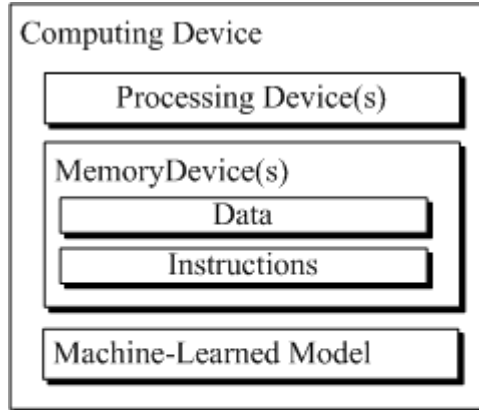 Computing Device
Processing Device(s)
MemoryDevice(s)
Data
Instructions
Machine-Learned Model